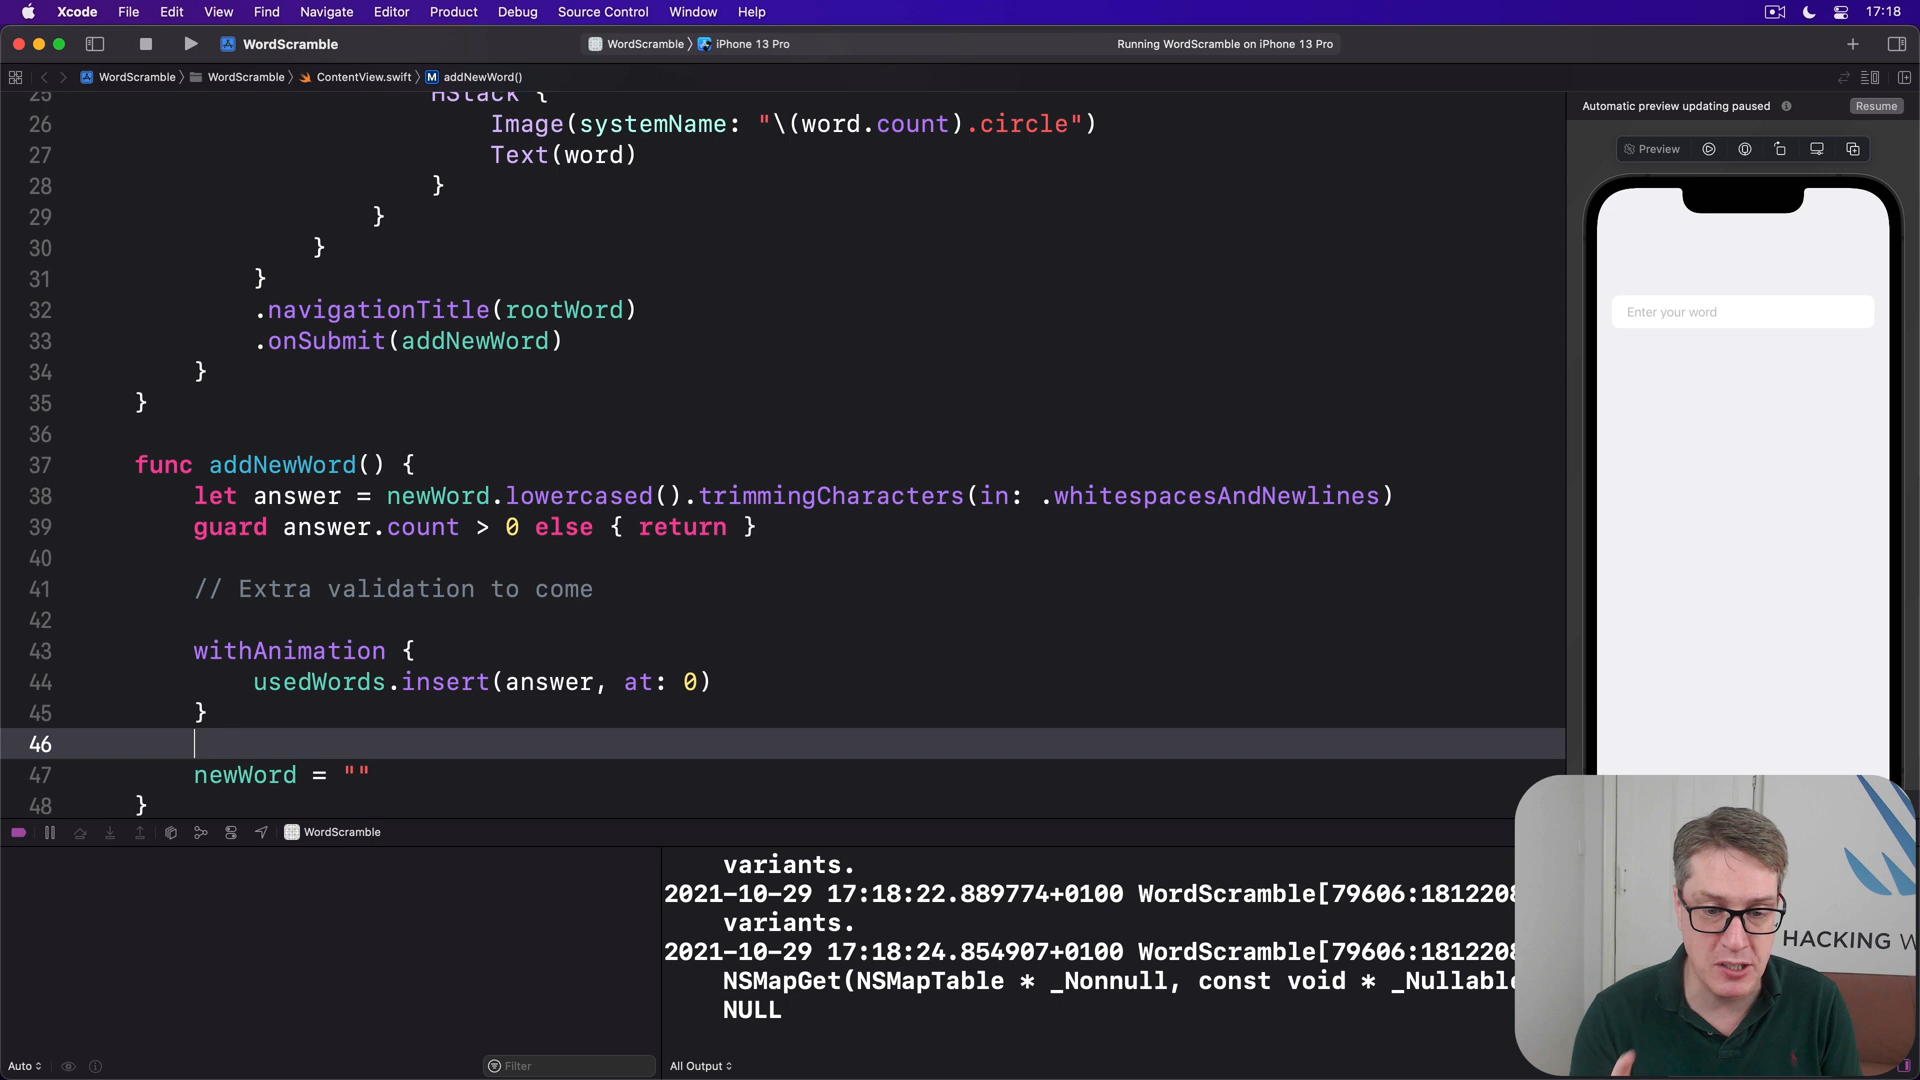 Xcode File Edit View Find Navigate Editor Product Debug Source Control Window Help 17:18
WordScramble WordScramble iPhone 13 Pro Running WordScramble on iPhone 13 Pro
WordScramble WordScramble ContentView.swift M addNewWord()
Automatic preview updating paused Resume
Preview
Enter your word
25 HStack {
26 Image(systemName: "\(word.count).circle")
27 Text(word)
28 }
29 }
30 }
31 }
32 .navigationTitle(rootWord)
33 .onSubmit(addNewWord)
34 }
35 }
36
37 func addNewWord() {
38 let answer = newWord.lowercased().trimmingCharacters(in: .whitespacesAndNewlines)
39 guard answer.count > 0 else { return }
40
41 // Extra validation to come
42
43 withAnimation {
44 usedWords.insert(answer, at: 0)
45 }
46
47 newWord = ""
48 }
WordScramble
variants.
2021-10-29 17:18:22.889774+0100 WordScramble[79606:1812208
variants.
2021-10-29 17:18:24.854907+0100 WordScramble[79606:1812208
NSMapGet(NSMapTable * _Nonnull, const void * _Nullable
NULL
Auto Filter All Output
HACKING W